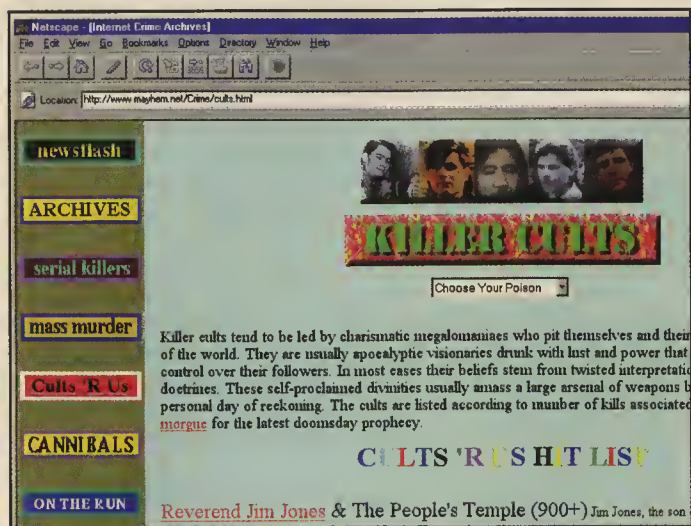 Netscape - [Internet Crime Archives]
File Edit View Go Bookmarks Options Directory Window Help
Location: http://www.mayhem.net/Crime/cults.html
newsflash
ARCHIVES
serial killers
mass murder
Cults 'R Us
CANNIBALS
ON THE RUN
KILLER CULTS
Choose Your Poison
Killer cults tend to be led by charismatic megalomaniacs who pit themselves and their
of the world. They are usually apocalyptic visionaries drunk with lust and power that
control over their followers. In most cases their beliefs stem from twisted interpretatio
doctrines. These self-proclaimed divinities usually amass a large arsenal of weapons b
personal day of reckoning. The cults are listed according to number of kills associated
morgue for the latest doomsday prophecy.
CULTS 'R US HIT LIST
Reverend Jim Jones & The People's Temple (900+) Jim Jones, the son